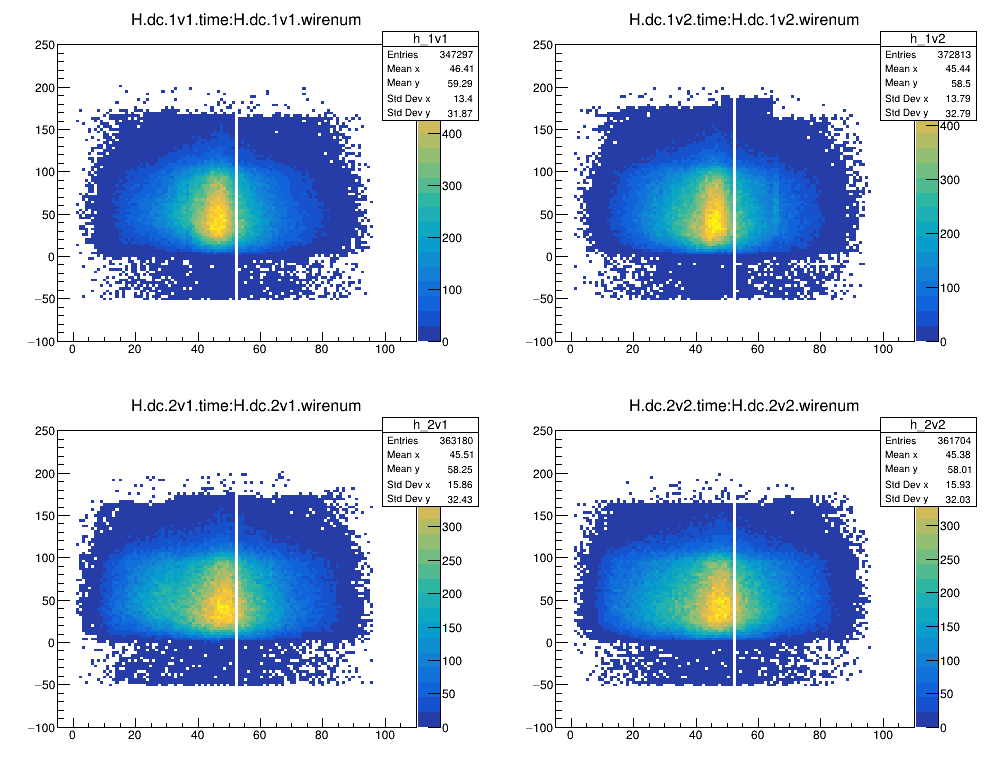 H.dc.1v1.time:H.dc.1v1.wirenum
h_1v1
Entries 347297
Mean x 46.41
Mean y 59.29
Std Dev x 13.4
Std Dev y 31.87
250
200
150
100
50
0
−50
−100
0 20 40 60 80 100
400
300
200
100
0
H.dc.1v2.time:H.dc.1v2.wirenum
h_1v2
Entries 372813
Mean x 45.44
Mean y 58.5
Std Dev x 13.79
Std Dev y 32.79
250
200
150
100
50
0
−50
−100
0 20 40 60 80 100
400
300
200
100
0
H.dc.2v1.time:H.dc.2v1.wirenum
h_2v1
Entries 363180
Mean x 45.51
Mean y 58.25
Std Dev x 15.86
Std Dev y 32.43
250
200
150
100
50
0
−50
−100
0 20 40 60 80 100
300
250
200
150
100
50
0
H.dc.2v2.time:H.dc.2v2.wirenum
h_2v2
Entries 361704
Mean x 45.38
Mean y 58.01
Std Dev x 15.93
Std Dev y 32.03
250
200
150
100
50
0
−50
−100
0 20 40 60 80 100
300
250
200
150
100
50
0